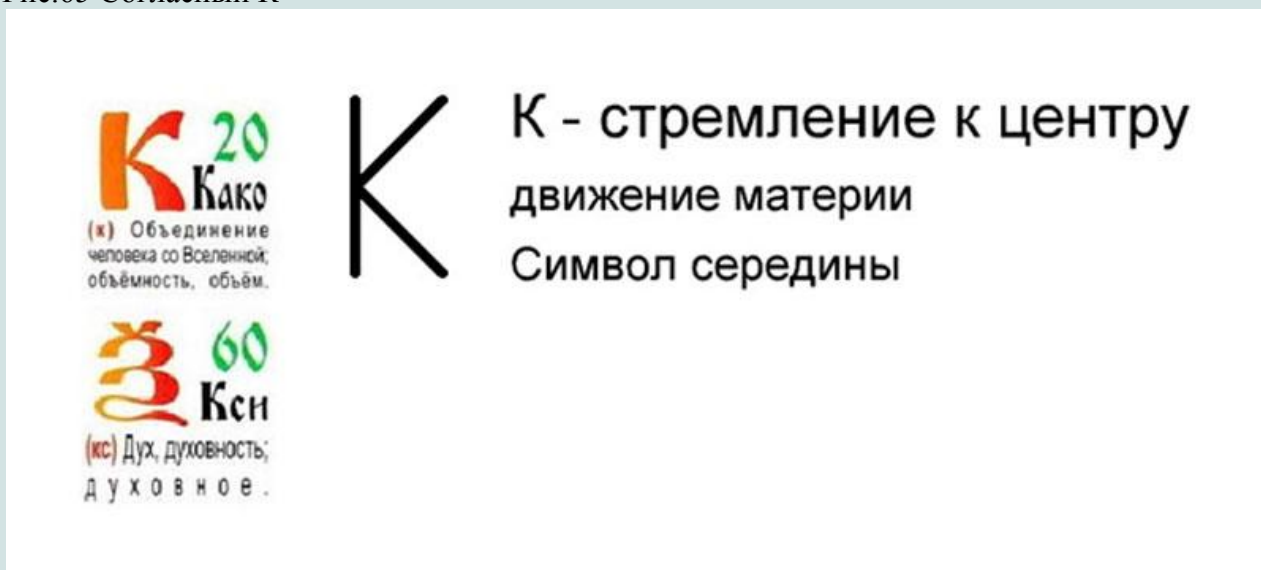 К
20
Како
(к) Объединение
человека со Вселенной;
объёмность, объём.
Ѯ
60
Кси
(кс) Дух, духовность;
духовное.
К
К - стремление к центру
движение материи
Символ середины